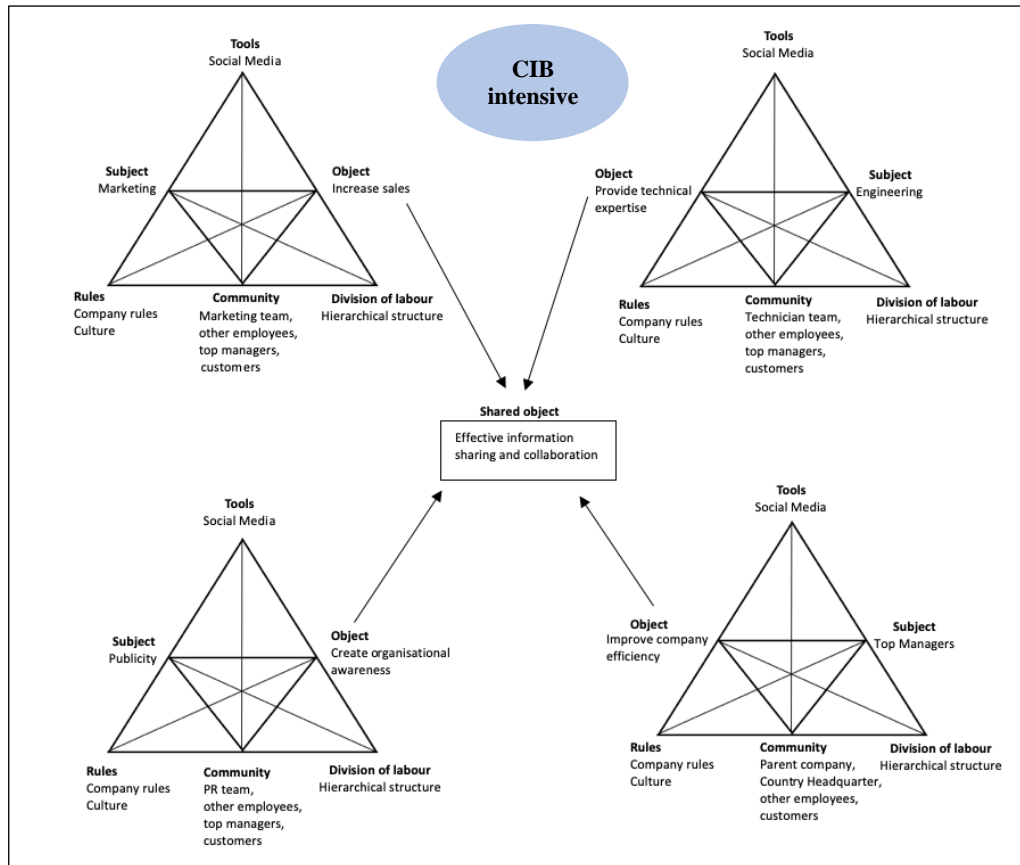 CIB
intensive
Tools
Social Media
Subject
Marketing
Object
Increase sales
Rules
Company rules
Culture
Community
Marketing team,
other employees,
top managers,
customers
Division of labour
Hierarchical structure
Tools
Social Media
Object
Provide technical
expertise
Subject
Engineering
Rules
Company rules
Culture
Community
Technician team,
other employees,
top managers,
customers
Division of labour
Hierarchical structure
Shared object
Effective information
sharing and collaboration
Tools
Social Media
Subject
Publicity
Object
Create organisational
awareness
Rules
Company rules
Culture
Community
PR team,
other employees,
top managers,
customers
Division of labour
Hierarchical structure
Tools
Social Media
Object
Improve company
efficiency
Subject
Top Managers
Rules
Company rules
Culture
Community
Parent company,
Country Headquarter,
other employees,
customers
Division of labour
Hierarchical structure